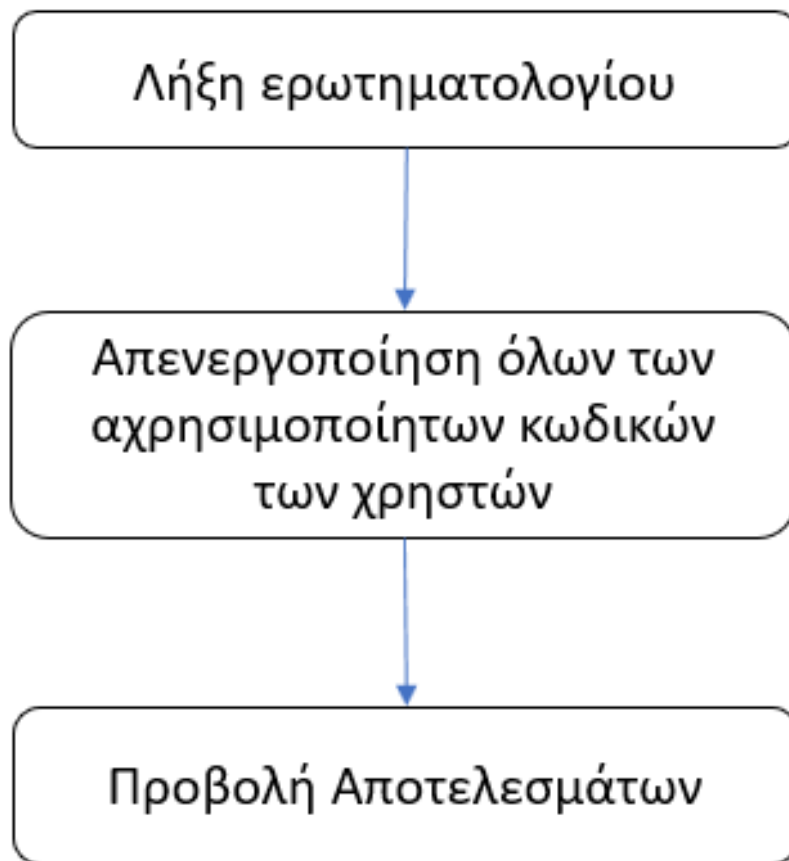 Λήξη ερωτηματολογίου
Απενεργοποίηση όλων των
αχρησιμοποίητων κωδικών
των χρηστών
Προβολή Αποτελεσμάτων